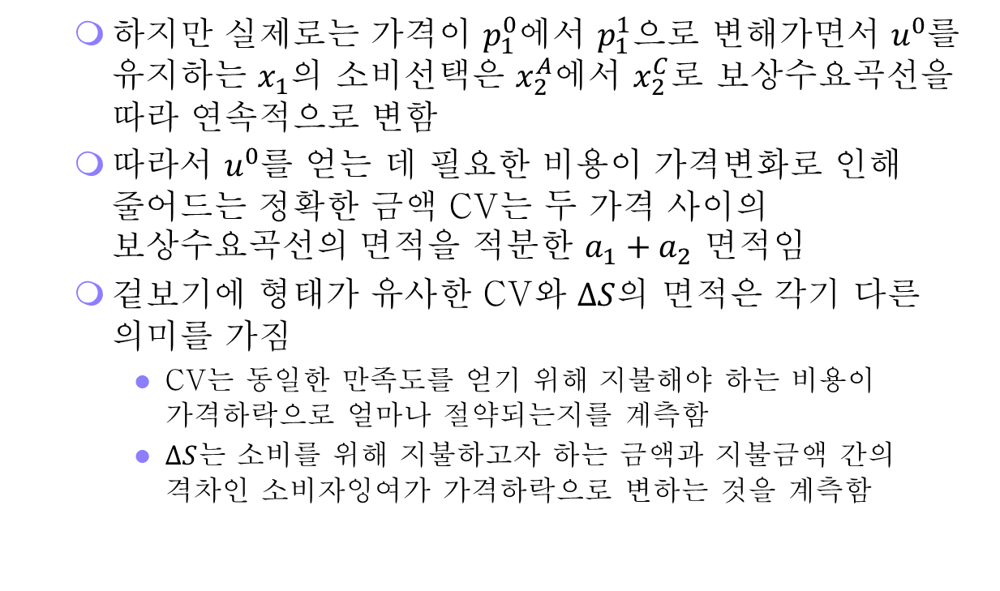 하지만 실제로는 가격이 $p_1^0$에서 $p_1^1$으로 변해가면서 $u^0$를
유지하는 $x_1$의 소비선택은 $x_2^A$에서 $x_2^C$로 보상수요곡선을
따라 연속적으로 변함
따라서 $u^0$를 얻는 데 필요한 비용이 가격변화로 인해
줄어드는 정확한 금액 CV는 두 가격 사이의
보상수요곡선의 면적을 적분한 $a_1 + a_2$ 면적임
겉보기에 형태가 유사한 CV와 $\Delta S$의 면적은 각기 다른
의미를 가짐
CV는 동일한 만족도를 얻기 위해 지불해야 하는 비용이
가격하락으로 얼마나 절약되는지를 계측함
$\Delta S$는 소비를 위해 지불하고자 하는 금액과 지불금액 간의
격차인 소비자잉여가 가격하락으로 변하는 것을 계측함